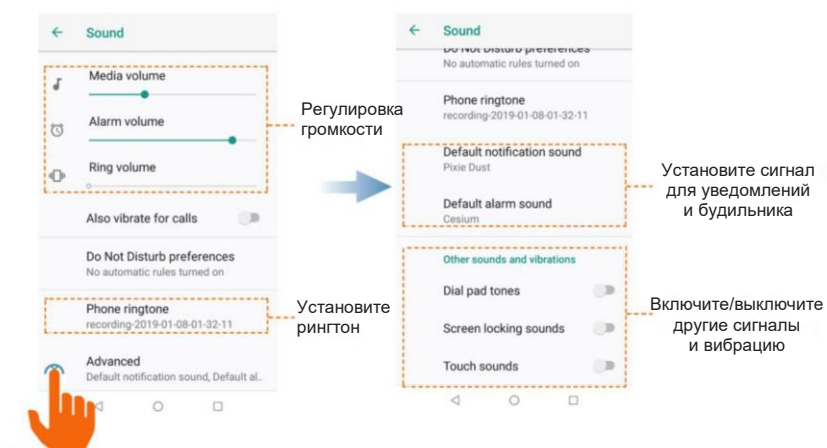 Sound
Media volume
Alarm volume
Ring volume
Also vibrate for calls
Do Not Disturb preferences
No automatic rules turned on
Phone ringtone
recording-2019-01-08-01-32-11
Advanced
Default notification sound, Default al..
Регулировка
громкости
Установите
рингтон
Sound
Do Not Disturb preferences
No automatic rules turned on
Phone ringtone
recording-2019-01-08-01-32-11
Default notification sound
Pixie Dust
Default alarm sound
Cesium
Other sounds and vibrations
Dial pad tones
Screen locking sounds
Touch sounds
Установите сигнал
для уведомлений
и будильника
Включите/выключите
другие сигналы
и вибрацию